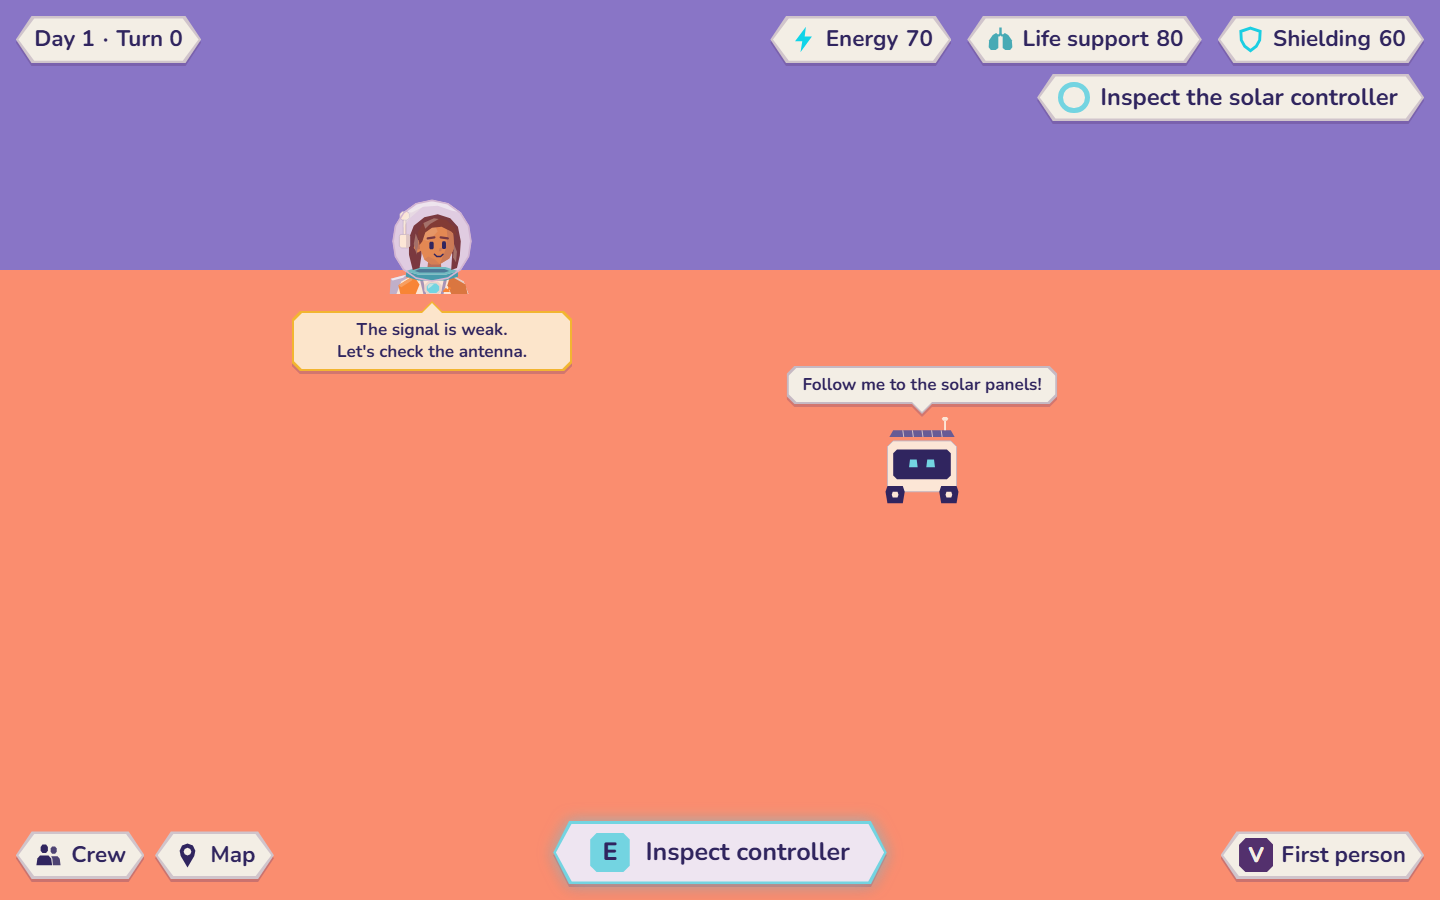 Day 1 · Turn 0
Energy 70
Life support 80
Shielding 60
Inspect the solar controller
The signal is weak.
Let's check the antenna.
Follow me to the solar panels!
Crew
Map
E Inspect controller
V First person